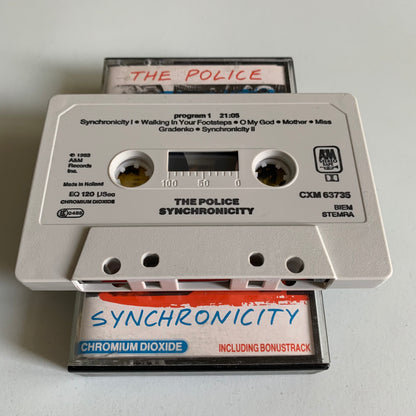 THE POLICE
program 1 21:05
Synchronicity I • Walking In Your Footsteps • O My God • Mother • Miss
Gradenko • Synchronicity II
℗ 1983
A&M
Records
Inc.
Made in Holland
EQ 120 µSec
CHROMIUM DIOXIDE
100 50 0
A&M
CXM 63735
BIEM
STEMRA
THE POLICE
SYNCHRONICITY
SYNCHRONICITY
CHROMIUM DIOXIDE
INCLUDING BONUSTRACK